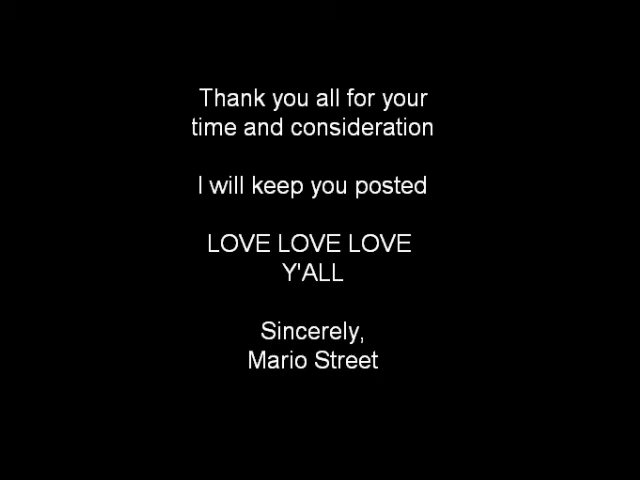 Thank you all for your
time and consideration
I will keep you posted
LOVE LOVE LOVE
Y'ALL
Sincerely,
Mario Street